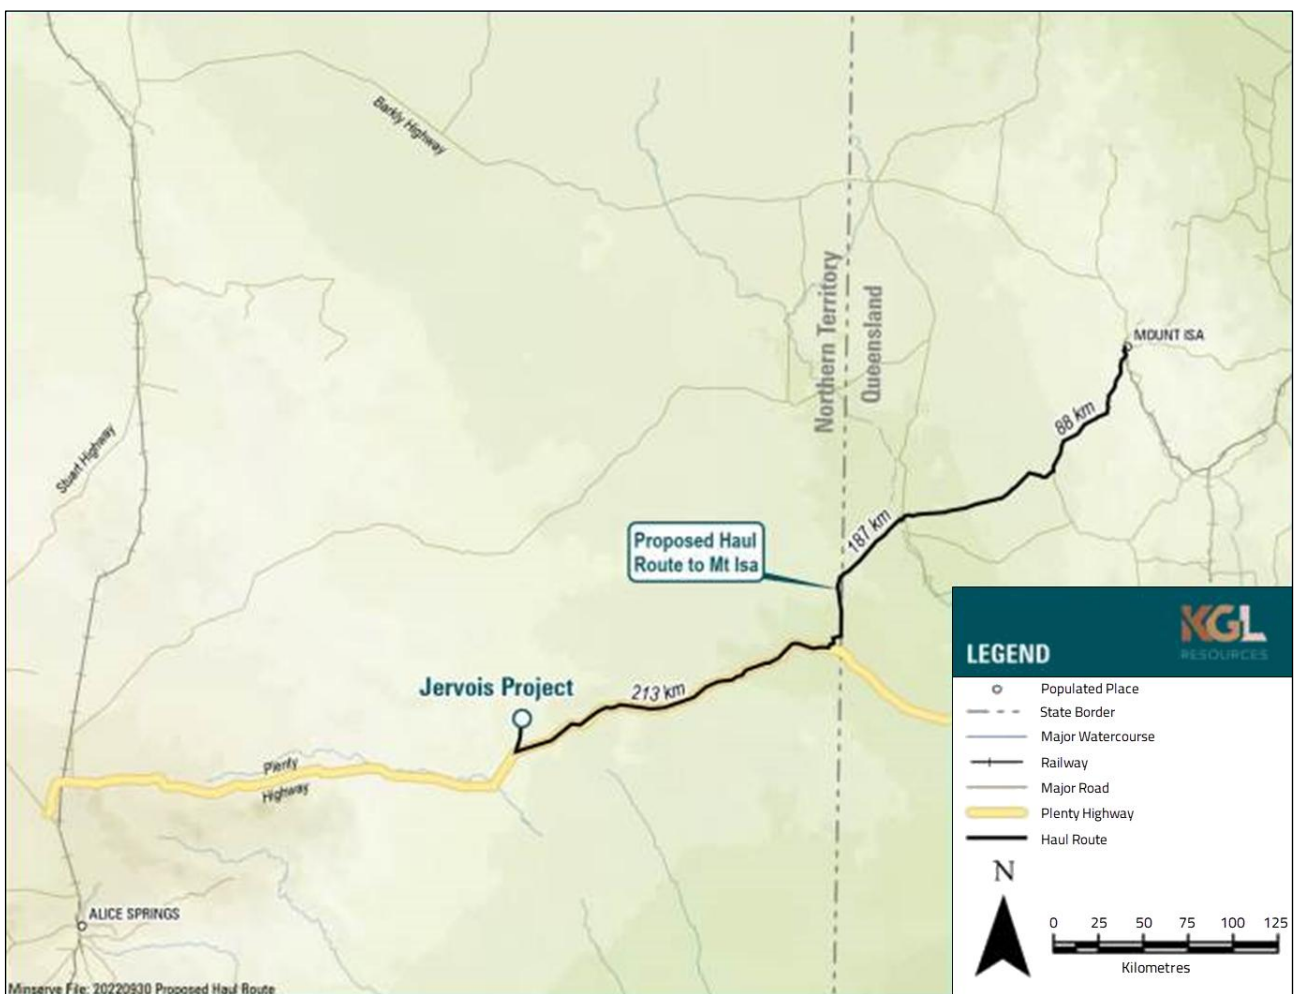 Barkly Highway
Northern Territory
Queensland
MOUNT ISA
88 km
Stuart Highway
187 km
Proposed Haul
Route to Mt Isa
Jervois Project
213 km
Plenty
Highway
ALICE SPRINGS
KGL
RESOURCES
LEGEND
Populated Place
State Border
Major Watercourse
Railway
Major Road
Plenty Highway
Haul Route
N
0 25 50 75 100 125
Kilometres
Minserve File: 20220930 Proposed Haul Route